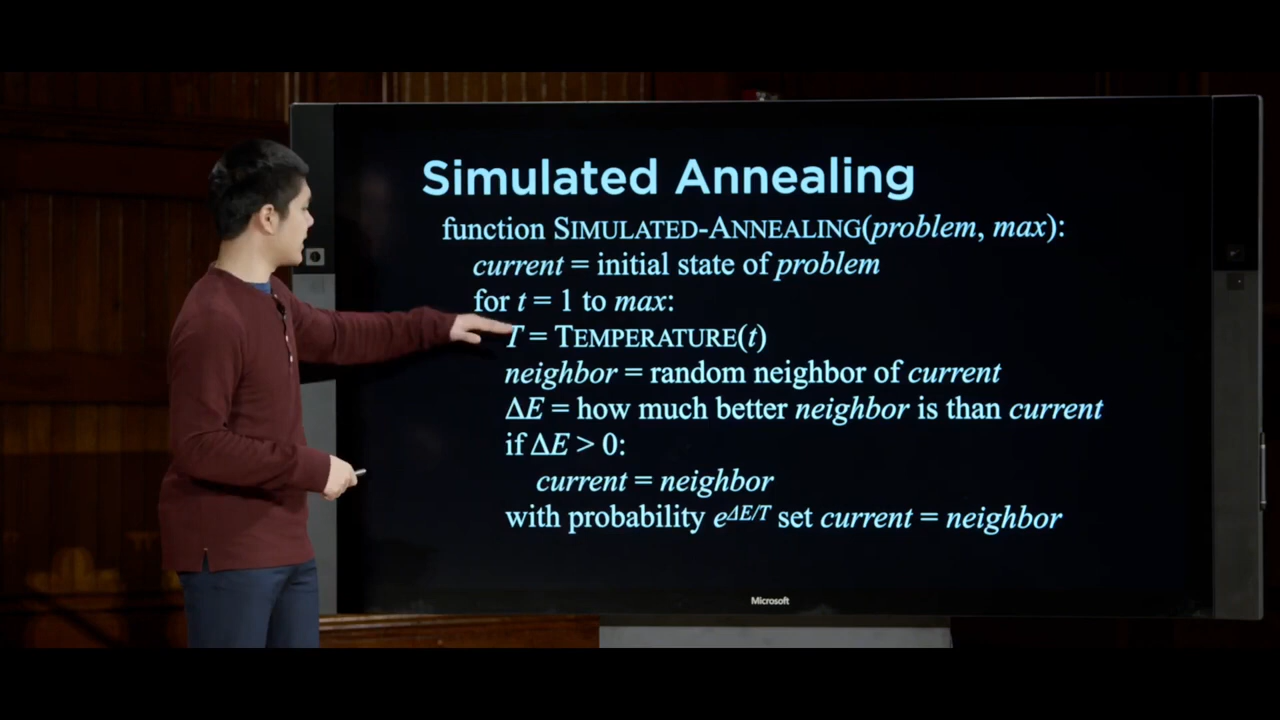 Simulated Annealing
function SIMULATED-ANNEALING(problem, max):
current = initial state of problem
for t = 1 to max:
T = TEMPERATURE(t)
neighbor = random neighbor of current
ΔE = how much better neighbor is than current
if ΔE > 0:
current = neighbor
with probability e^ΔE/T set current = neighbor
Microsoft